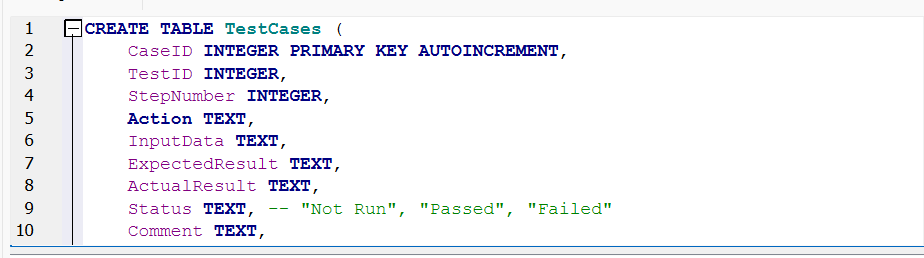 1 CREATE TABLE TestCases (
2 CaseID INTEGER PRIMARY KEY AUTOINCREMENT,
3 TestID INTEGER,
4 StepNumber INTEGER,
5 Action TEXT,
6 InputData TEXT,
7 ExpectedResult TEXT,
8 ActualResult TEXT,
9 Status TEXT, -- "Not Run", "Passed", "Failed"
10 Comment TEXT,